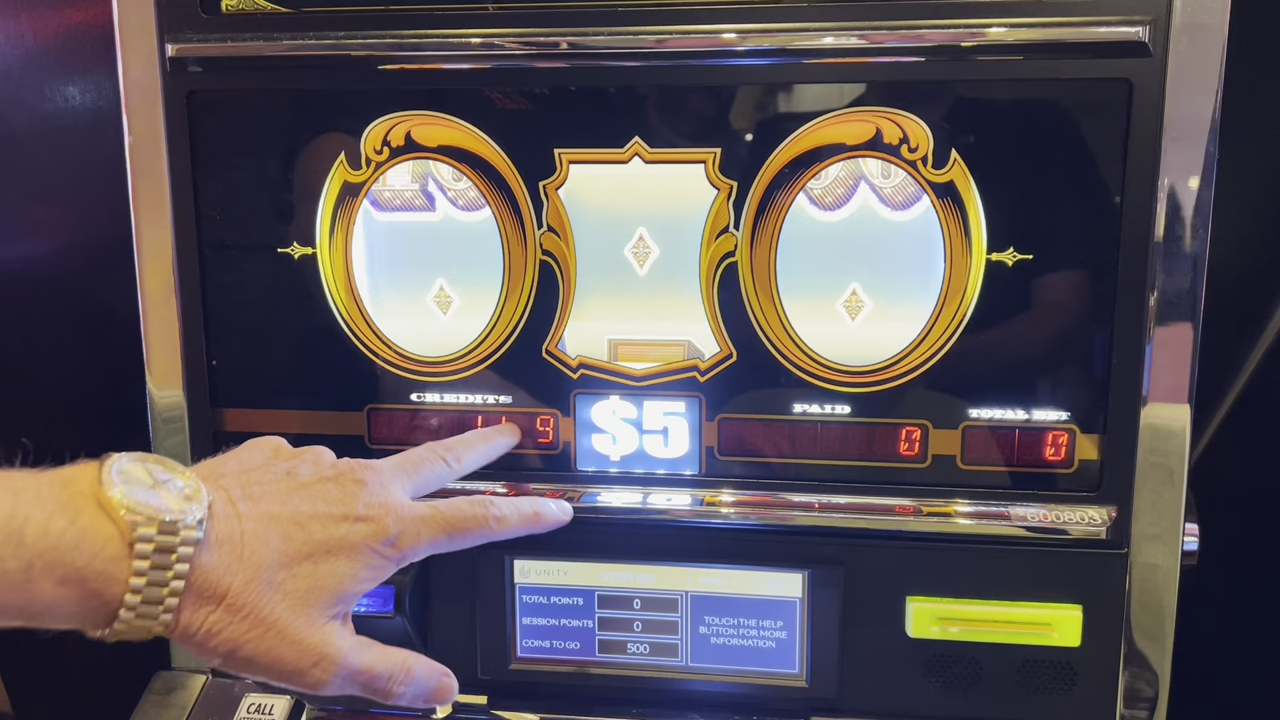 CREDITS
PAID
TOTAL BET
9
$5
0
0
600803
UNITY
TOTAL POINTS 0
SESSION POINTS 0
COINS TO GO 500
TOUCH THE HELP
BUTTON FOR MORE
INFORMATION
CALL